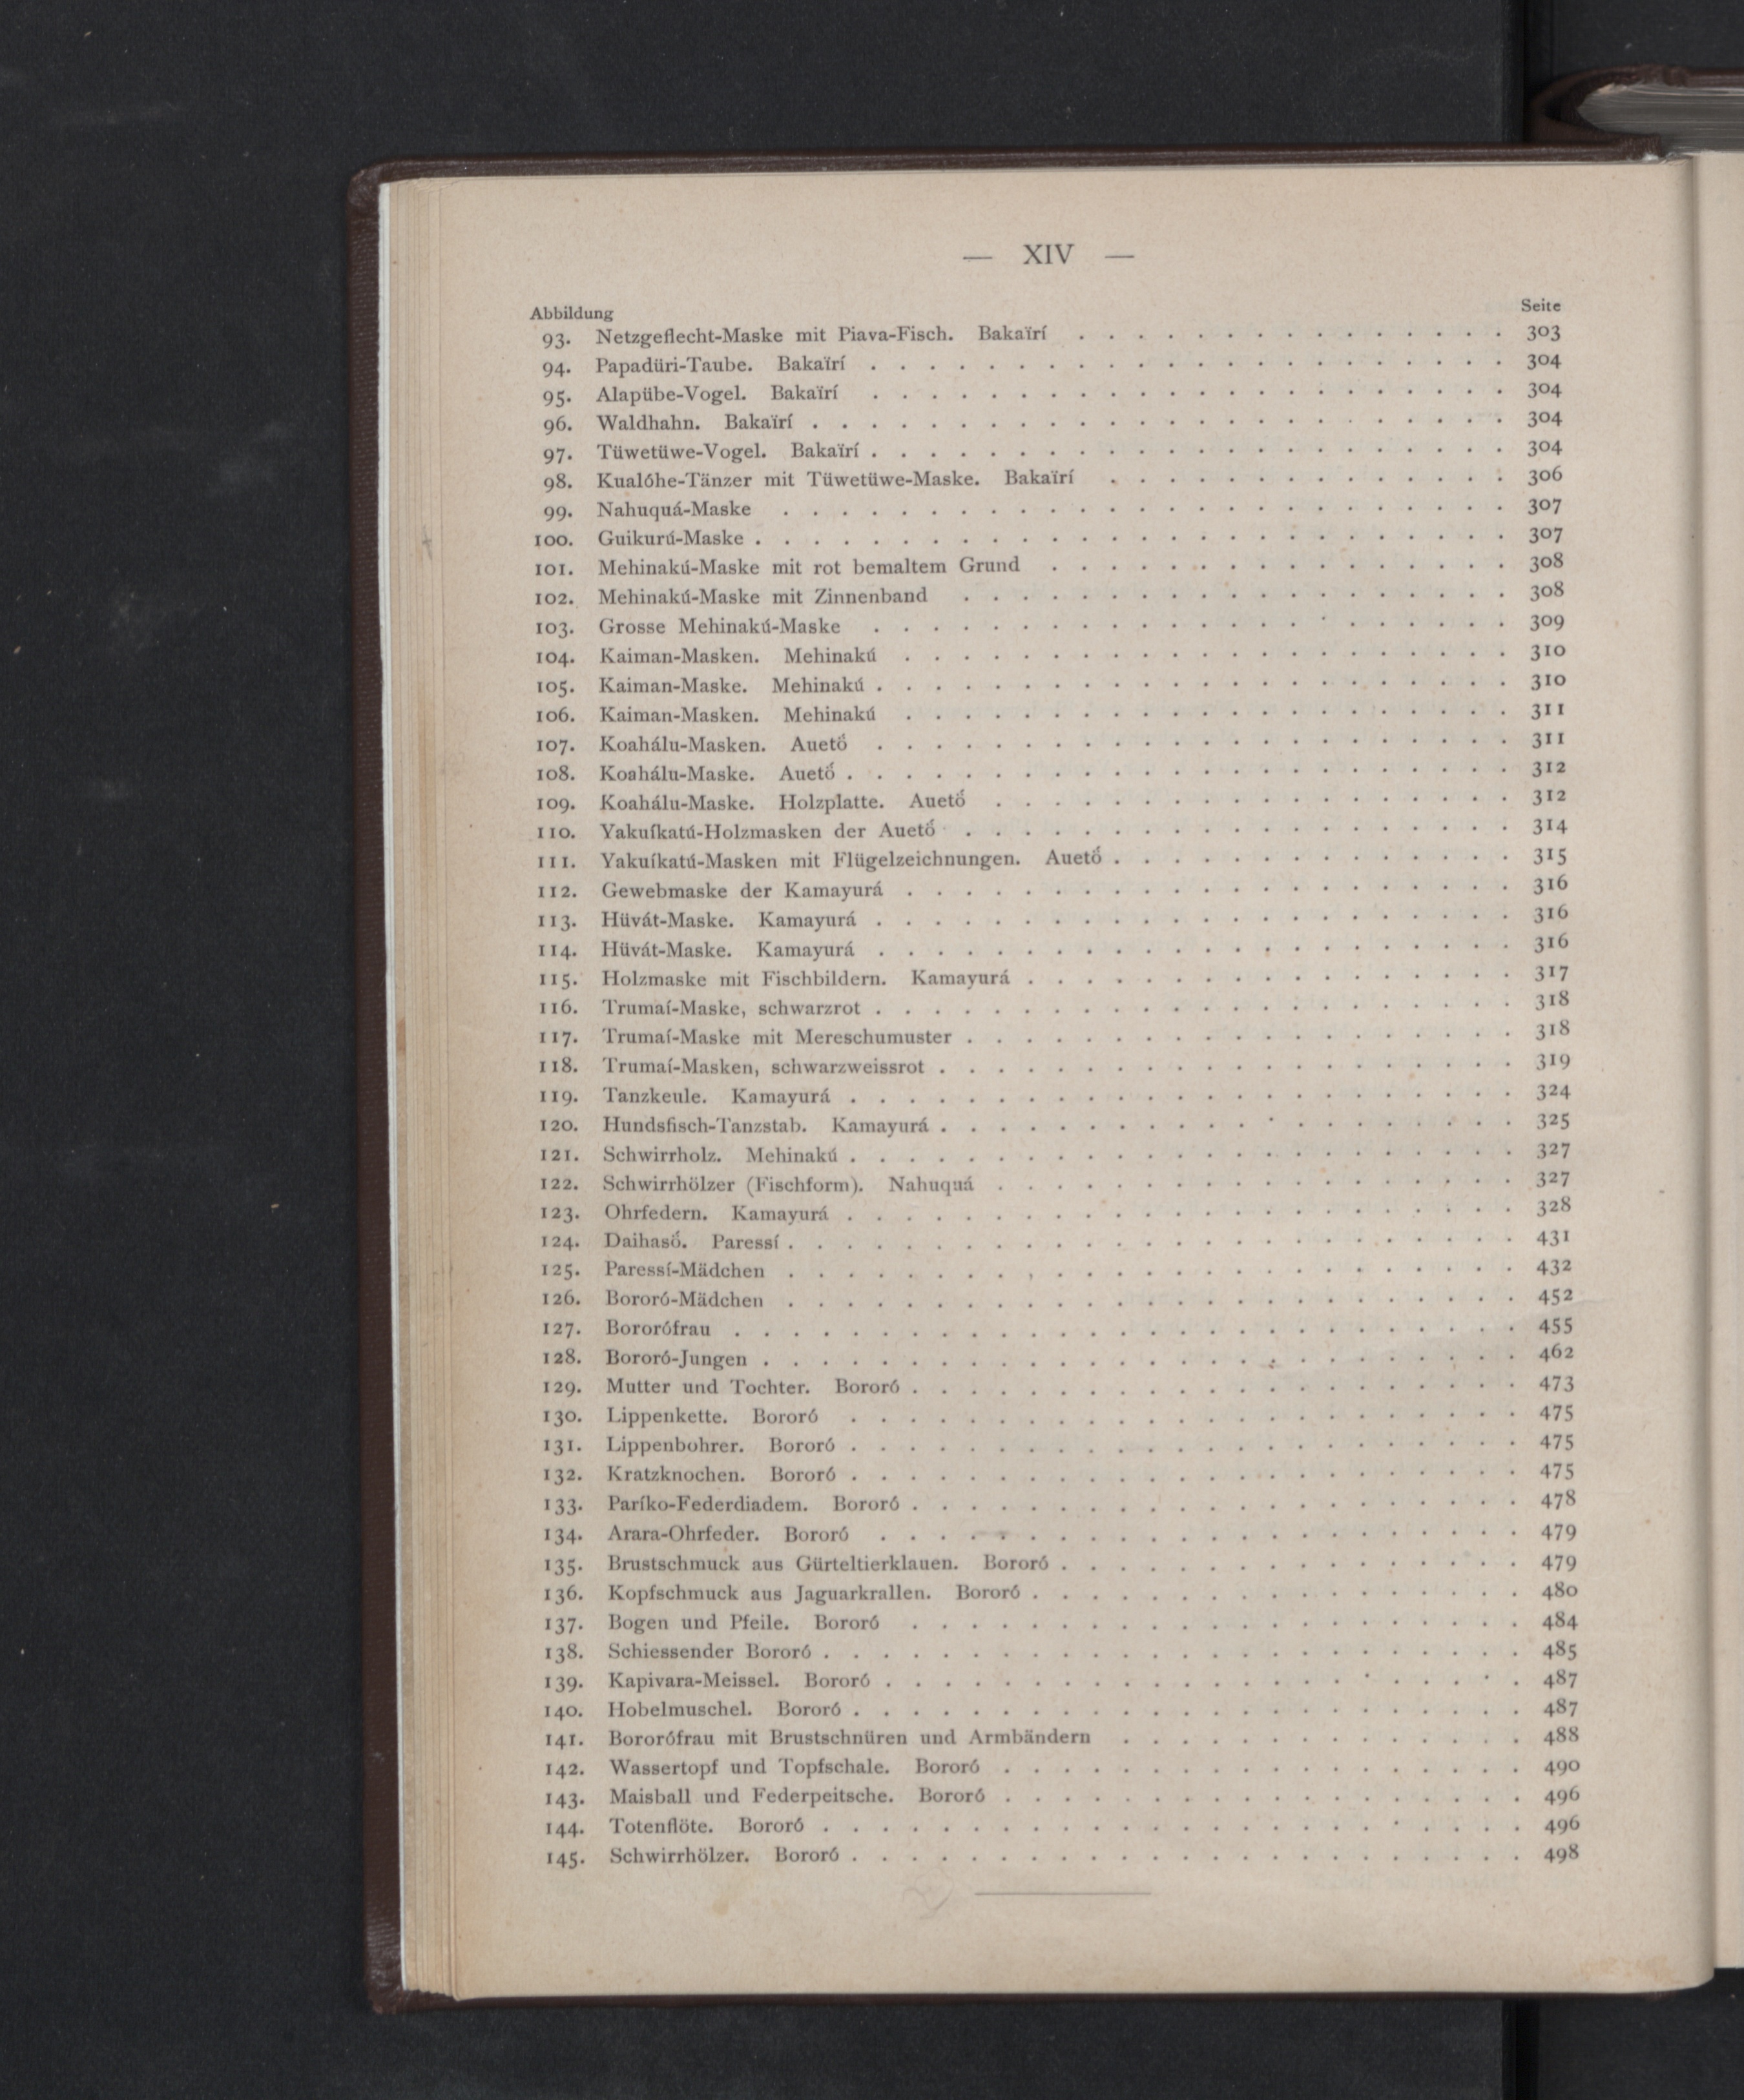 — XIV —
Abbildung Seite
93. Netzgeflecht-Maske mit Piava-Fisch. Bakaïrí . . . 303
94. Papadüri-Taube. Bakaïrí . . . 304
95. Alapübe-Vogel. Bakaïrí . . . 304
96. Waldhahn. Bakaïrí . . . 304
97. Tüwetüwe-Vogel. Bakaïrí . . . 304
98. Kualóhe-Tänzer mit Tüwetüwe-Maske. Bakaïrí . . . 306
99. Nahuquá-Maske . . . 307
100. Guikurú-Maske . . . 307
101. Mehinakú-Maske mit rot bemaltem Grund . . . 308
102. Mehinakú-Maske mit Zinnenband . . . 308
103. Grosse Mehinakú-Maske . . . 309
104. Kaiman-Masken. Mehinakú . . . 310
105. Kaiman-Maske. Mehinakú . . . 310
106. Kaiman-Masken. Mehinakú . . . 311
107. Koahálu-Masken. Auetö́ . . . 311
108. Koahálu-Maske. Auetö́ . . . 312
109. Koahálu-Maske. Holzplatte. Auetö́ . . . 312
110. Yakuíkatú-Holzmasken der Auetö́ . . . 314
111. Yakuíkatú-Masken mit Flügelzeichnungen. Auetö́ . . . 315
112. Gewebmaske der Kamayurá . . . 316
113. Hüvát-Maske. Kamayurá . . . 316
114. Hüvát-Maske. Kamayurá . . . 316
115. Holzmaske mit Fischbildern. Kamayurá . . . 317
116. Trumaí-Maske, schwarzrot . . . 318
117. Trumaí-Maske mit Mereschumuster . . . 318
118. Trumaí-Masken, schwarzweissrot . . . 319
119. Tanzkeule. Kamayurá . . . 324
120. Hundsfisch-Tanzstab. Kamayurá . . . 325
121. Schwirrholz. Mehinakú . . . 327
122. Schwirrhölzer (Fischform). Nahuquá . . . 327
123. Ohrfedern. Kamayurá . . . 328
124. Daihasö́. Paressí . . . 431
125. Paressí-Mädchen . . . 432
126. Bororó-Mädchen . . . 452
127. Bororófrau . . . 455
128. Bororó-Jungen . . . 462
129. Mutter und Tochter. Bororó . . . 473
130. Lippenkette. Bororó . . . 475
131. Lippenbohrer. Bororó . . . 475
132. Kratzknochen. Bororó . . . 475
133. Paríko-Federdiadem. Bororó . . . 478
134. Arara-Ohrfeder. Bororó . . . 479
135. Brustschmuck aus Gürteltierklauen. Bororó . . . 479
136. Kopfschmuck aus Jaguarkrallen. Bororó . . . 480
137. Bogen und Pfeile. Bororó . . . 484
138. Schiessender Bororó . . . 485
139. Kapivara-Meissel. Bororó . . . 487
140. Hobelmuschel. Bororó . . . 487
141. Bororófrau mit Brustschnüren und Armbändern . . . 488
142. Wassertopf und Topfschale. Bororó . . . 490
143. Maisball und Federpeitsche. Bororó . . . 496
144. Totenflöte. Bororó . . . 496
145. Schwirrhölzer. Bororó . . . 498